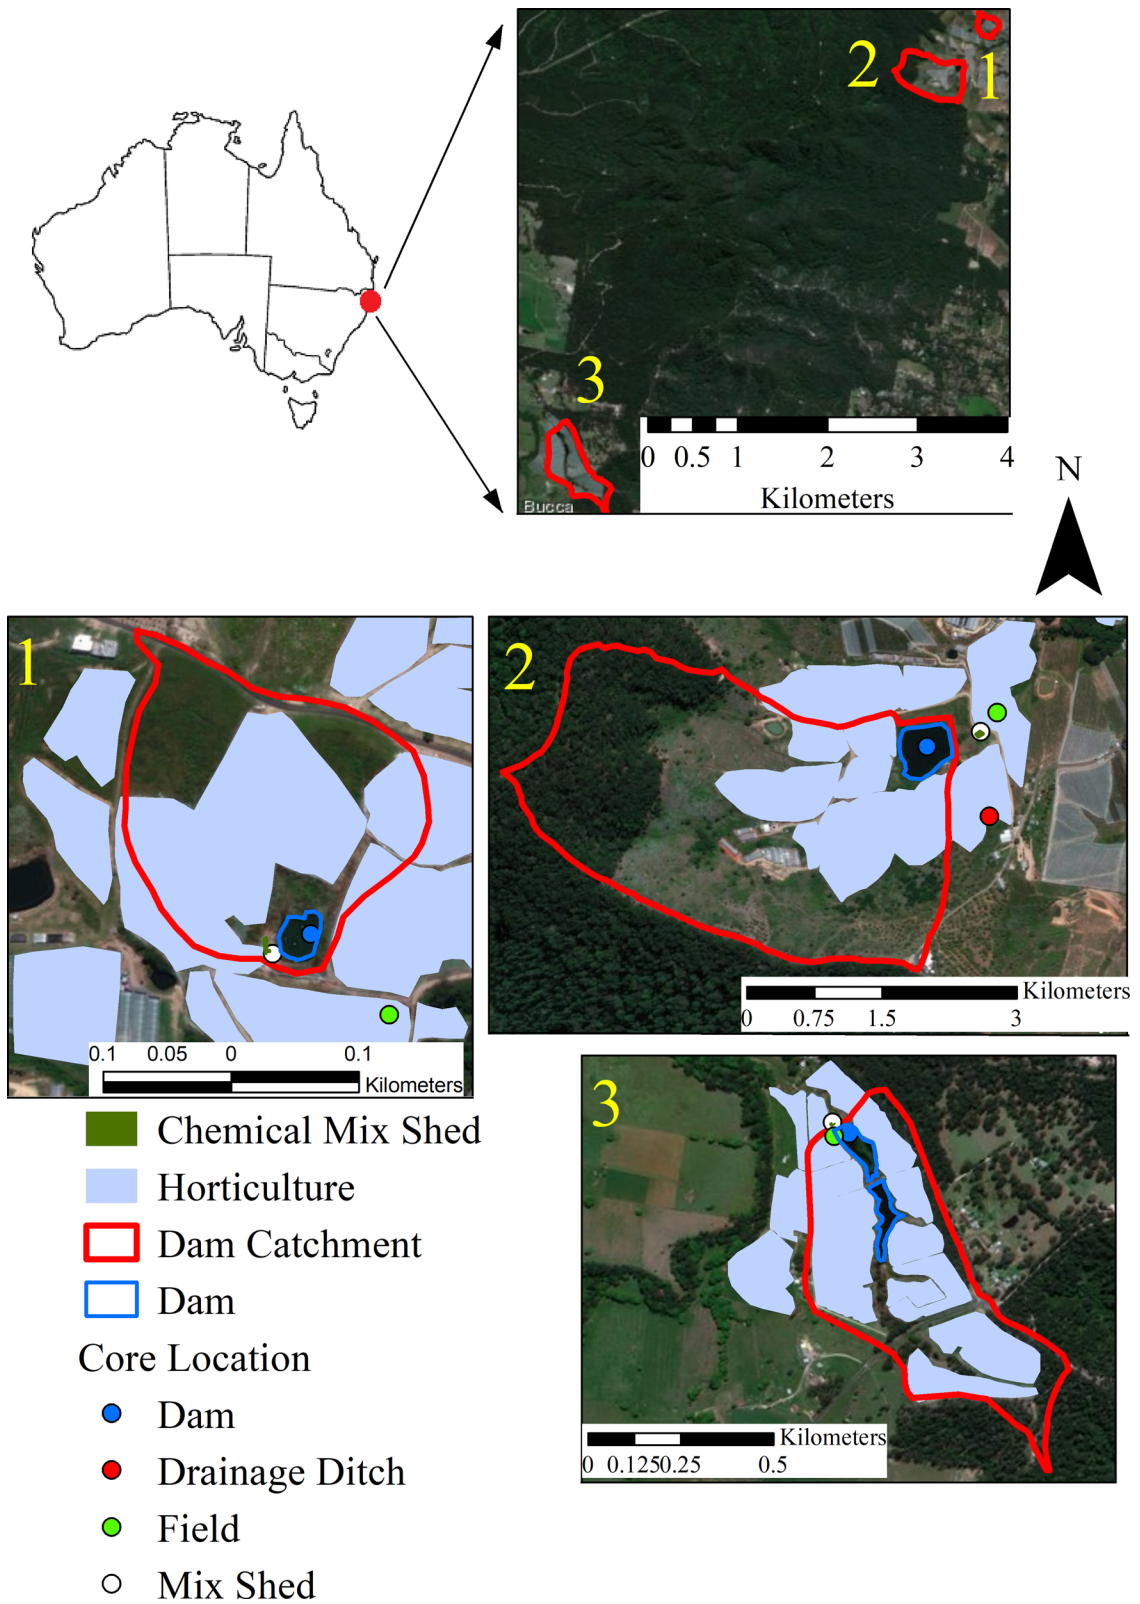 2
1
3
0 0.5 1 2 3 4
Kilometers
Bucca
N
1
0.1 0.05 0 0.1
Kilometers
2
Kilometers
0 0.75 1.5 3
3
Kilometers
0 0.1250.25 0.5
Chemical Mix Shed
Horticulture
Dam Catchment
Dam
Core Location
Dam
Drainage Ditch
Field
Mix Shed